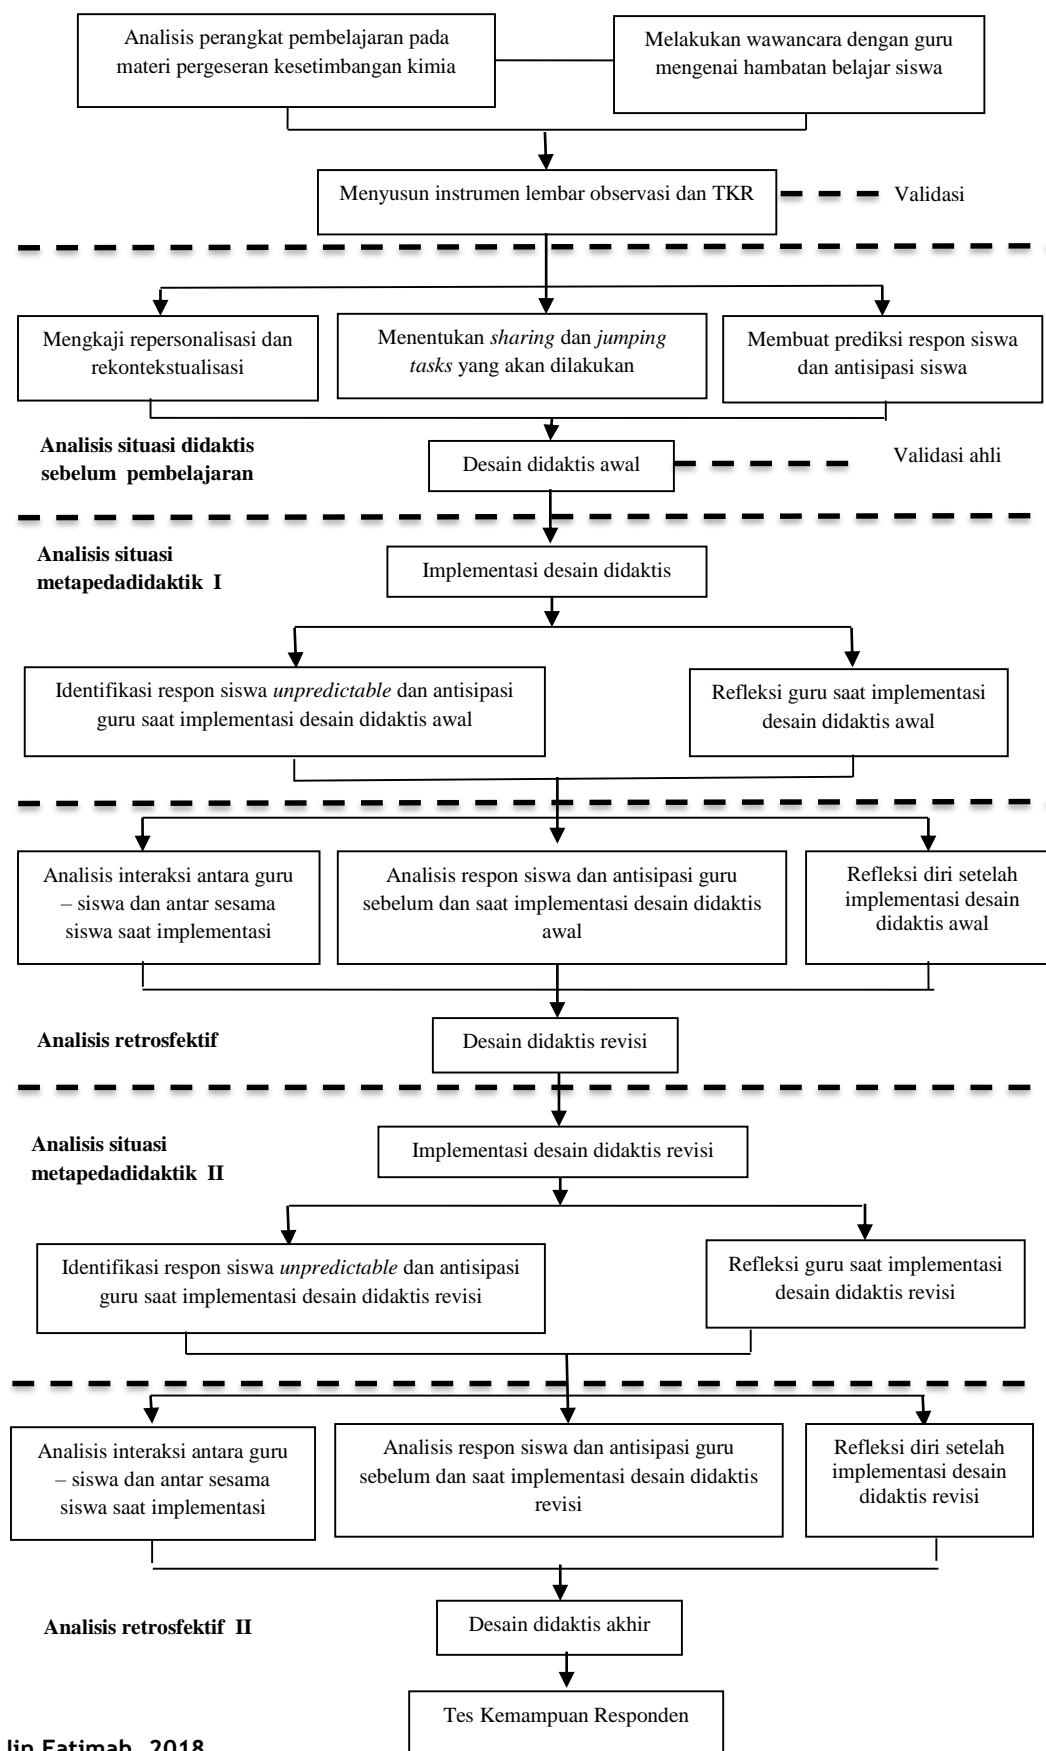 Analisis perangkat pembelajaran pada
materi pergeseran kesetimbangan kimia
Melakukan wawancara dengan guru
mengenai hambatan belajar siswa
Menyusun instrumen lembar observasi dan TKR
Validasi
Mengkaji repersonalisasi dan
rekontekstualisasi
Menentukan sharing dan jumping
tasks yang akan dilakukan
Membuat prediksi respon siswa
dan antisipasi siswa
Analisis situasi didaktis
sebelum pembelajaran
Desain didaktis awal
Validasi ahli
Analisis situasi
metapedadidaktik I
Implementasi desain didaktis
Identifikasi respon siswa unpredictable dan antisipasi
guru saat implementasi desain didaktis awal
Refleksi guru saat implementasi
desain didaktis awal
Analisis interaksi antara guru
– siswa dan antar sesama
siswa saat implementasi
Analisis respon siswa dan antisipasi guru
sebelum dan saat implementasi desain didaktis
awal
Refleksi diri setelah
implementasi desain
didaktis awal
Analisis retrosfektif
Desain didaktis revisi
Analisis situasi
metapedadidaktik II
Implementasi desain didaktis revisi
Identifikasi respon siswa unpredictable dan antisipasi
guru saat implementasi desain didaktis revisi
Refleksi guru saat implementasi
desain didaktis revisi
Analisis interaksi antara guru
– siswa dan antar sesama
siswa saat implementasi
Analisis respon siswa dan antisipasi guru
sebelum dan saat implementasi desain didaktis
revisi
Refleksi diri setelah
implementasi desain
didaktis revisi
Analisis retrosfektif II
Desain didaktis akhir
Tes Kemampuan Responden
Iin Fatimah, 2018